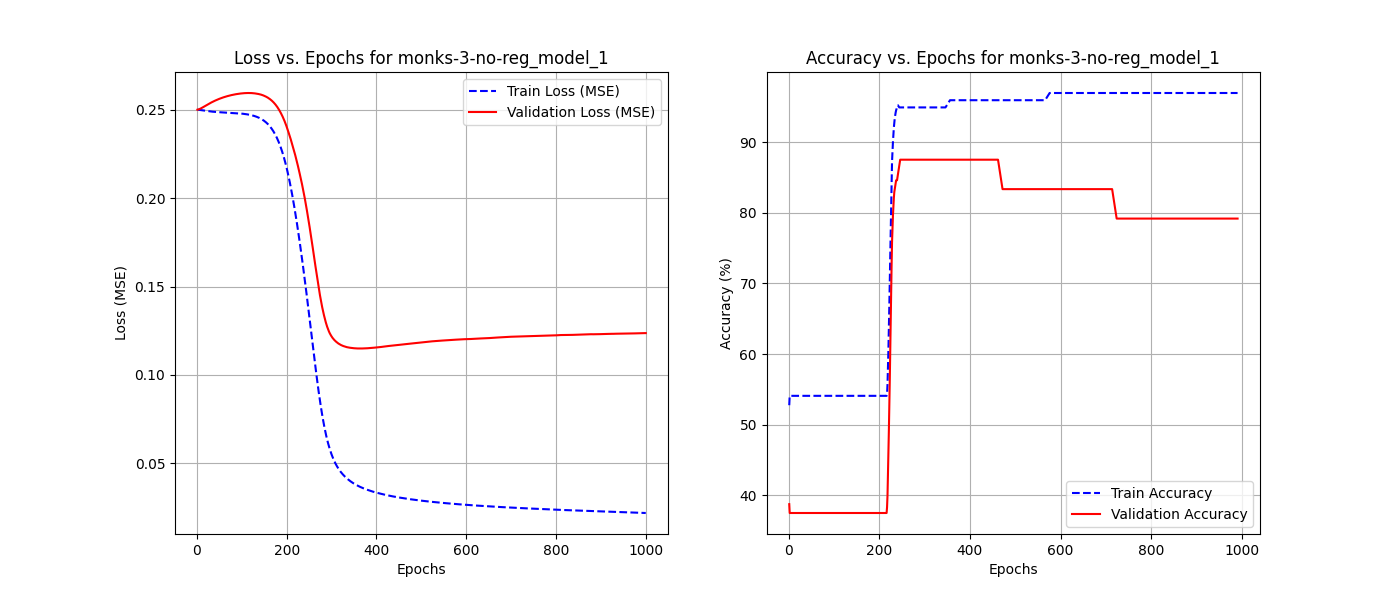 Loss vs. Epochs for monks-3-no-reg_model_1
Train Loss (MSE)
Validation Loss (MSE)
Loss (MSE)
0.25
0.20
0.15
0.10
0.05
0 200 400 600 800 1000
Epochs
Accuracy vs. Epochs for monks-3-no-reg_model_1
Accuracy (%)
90
80
70
60
50
40
Train Accuracy
Validation Accuracy
0 200 400 600 800 1000
Epochs